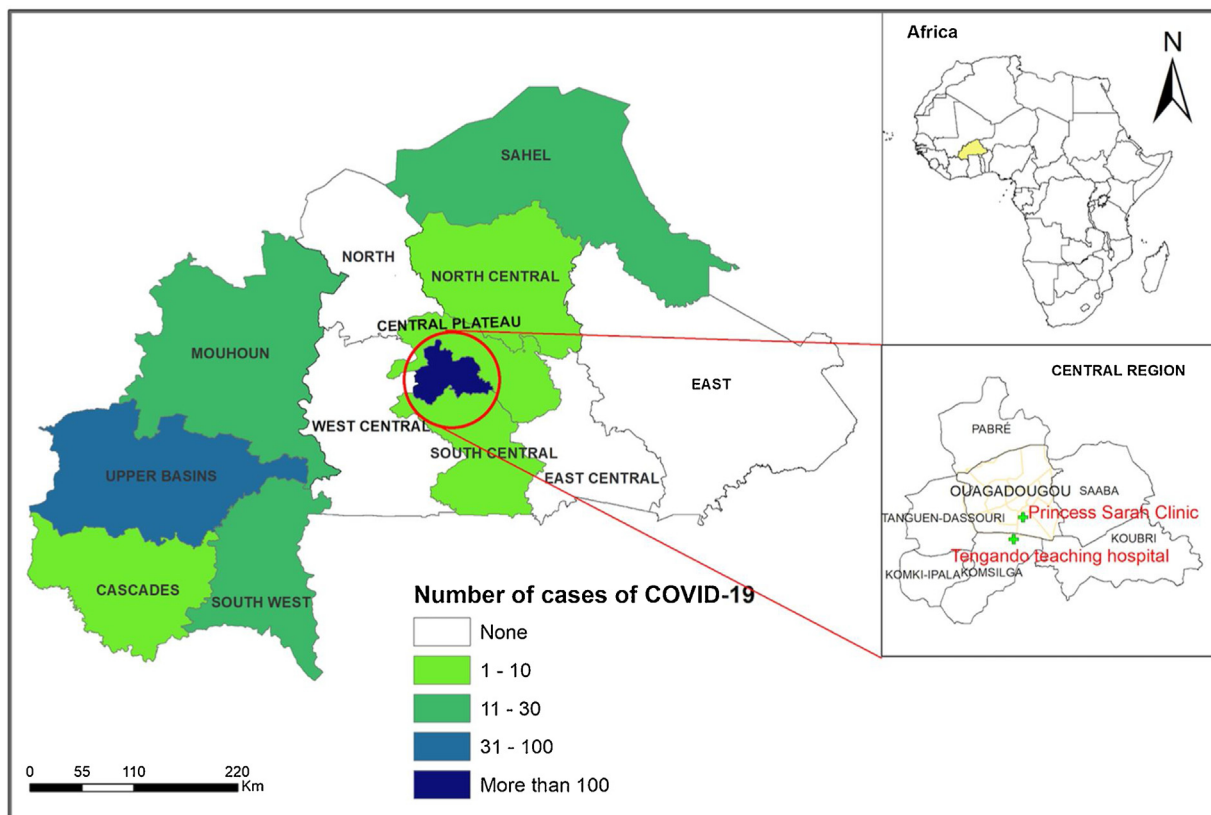 SAHEL
NORTH
NORTH CENTRAL
CENTRAL PLATEAU
MOUHOUN
EAST
WEST CENTRAL
SOUTH CENTRAL
UPPER BASINS
EAST CENTRAL
CASCADES
SOUTH WEST
Number of cases of COVID-19
None
1 - 10
11 - 30
31 - 100
More than 100
0 55 110 220
Km
Africa
N
CENTRAL REGION
PABRÉ
OUAGADOUGOU
SAABA
TANGUEN-DASSOURI
Princess Sarah Clinic
KOUBRI
Tengando teaching hospital
KOMKI-IPALA
KOMSILGA